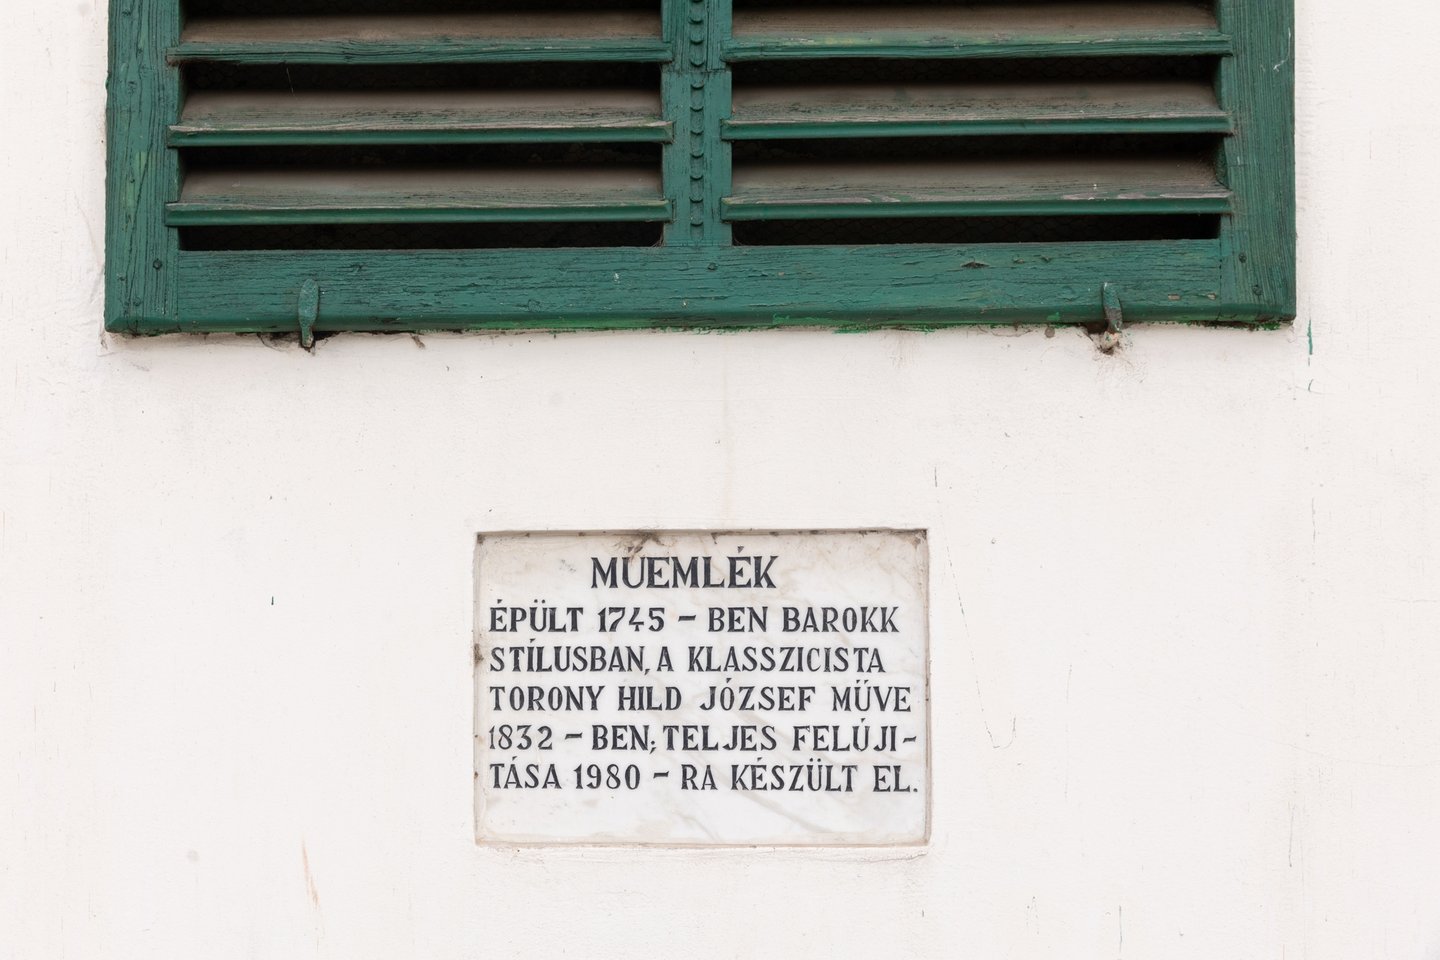 MUEMLÉK
ÉPÜLT 1745 - BEN BAROKK
STÍLUSBAN, A KLASSZICISTA
TORONY HILD JÓZSEF MŰVE
1832 - BEN; TELJES FELÚJI-
TÁSA 1980 - RA KÉSZÜLT EL.